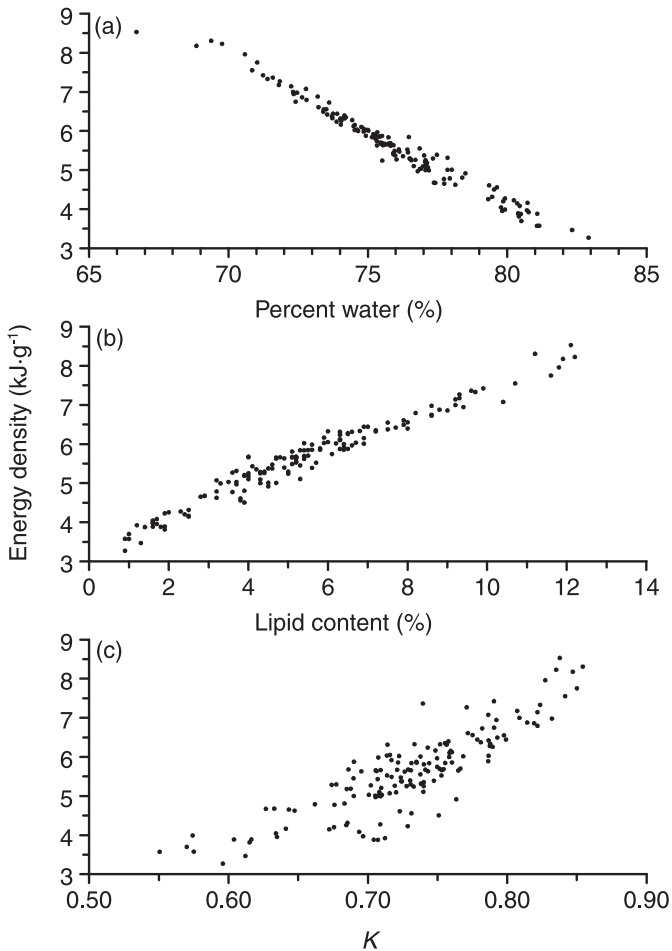 (a)
9
8
7
6
5
4
3
65 70 75 80 85
Percent water (%)
(b)
9
8
7
6
5
4
3
0 2 4 6 8 10 12 14
Lipid content (%)
(c)
9
8
7
6
5
4
3
0.50 0.60 0.70 0.80 0.90
K
Energy density (kJ·g⁻¹)